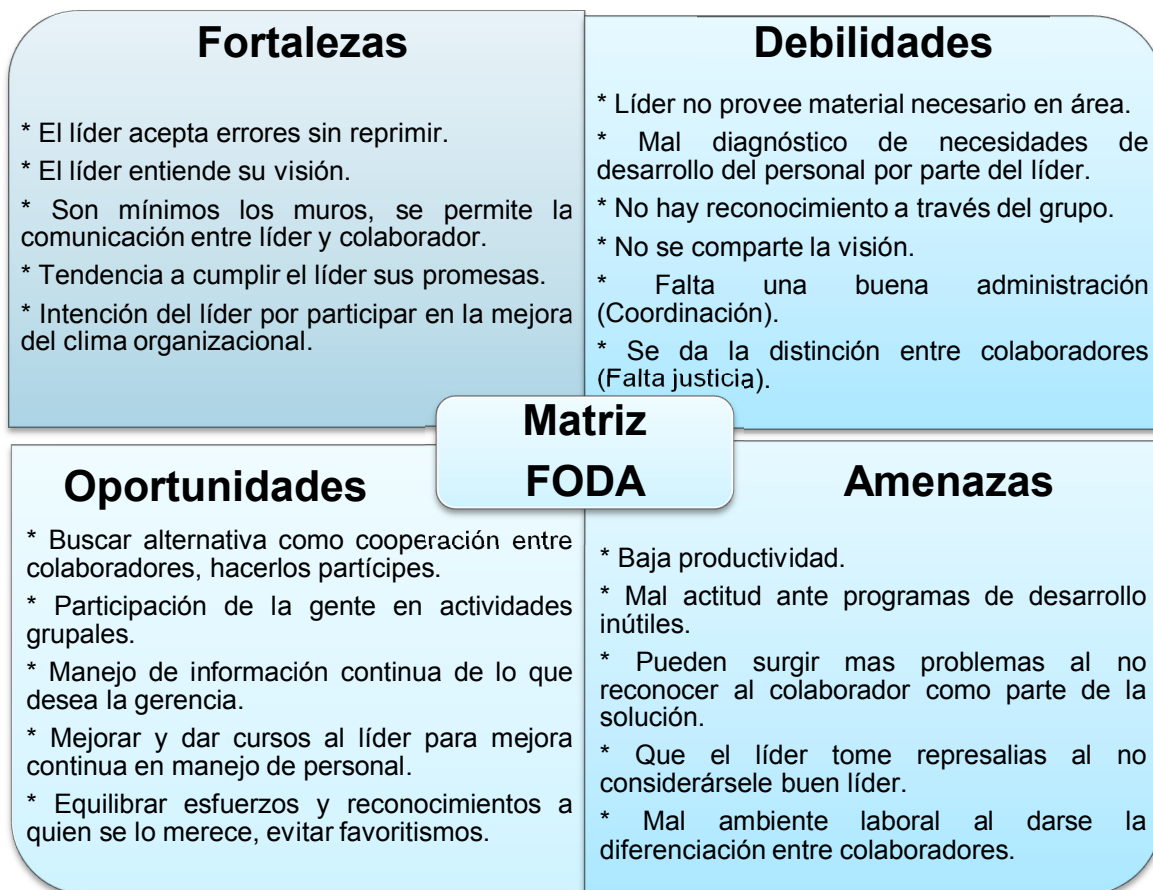 Fortalezas
* El líder acepta errores sin reprimir.
* El líder entiende su visión.
* Son mínimos los muros, se permite la
comunicación entre líder y colaborador.
* Tendencia a cumplir el líder sus promesas.
* Intención del líder por participar en la mejora
del clima organizacional.
Debilidades
* Líder no provee material necesario en área.
* Mal diagnóstico de necesidades de
desarrollo del personal por parte del líder.
* No hay reconocimiento a través del grupo.
* No se comparte la visión.
* Falta una buena administración
(Coordinación).
* Se da la distinción entre colaboradores
(Falta justicia).
Matriz
FODA
Oportunidades
* Buscar alternativa como cooperación entre
colaboradores, hacerlos partícipes.
* Participación de la gente en actividades
grupales.
* Manejo de información continua de lo que
desea la gerencia.
* Mejorar y dar cursos al líder para mejora
continua en manejo de personal.
* Equilibrar esfuerzos y reconocimientos a
quien se lo merece, evitar favoritismos.
Amenazas
* Baja productividad.
* Mal actitud ante programas de desarrollo
inútiles.
* Pueden surgir mas problemas al no
reconocer al colaborador como parte de la
solución.
* Que el líder tome represalias al no
considerársele buen líder.
* Mal ambiente laboral al darse la
diferenciación entre colaboradores.